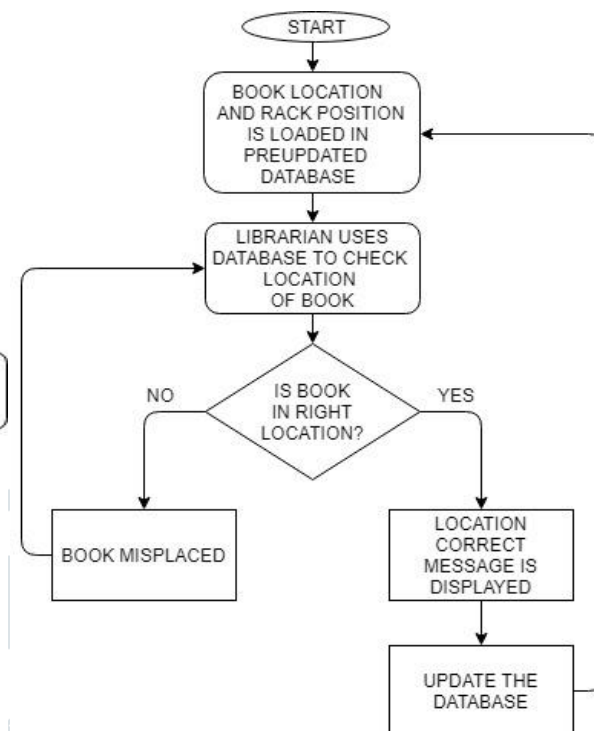 START
BOOK LOCATION
AND RACK POSITION
IS LOADED IN
PREUPDATED
DATABASE
LIBRARIAN USES
DATABASE TO CHECK
LOCATION
OF BOOK
IS BOOK
IN RIGHT
LOCATION?
NO
YES
BOOK MISPLACED
LOCATION
CORRECT
MESSAGE IS
DISPLAYED
UPDATE THE
DATABASE